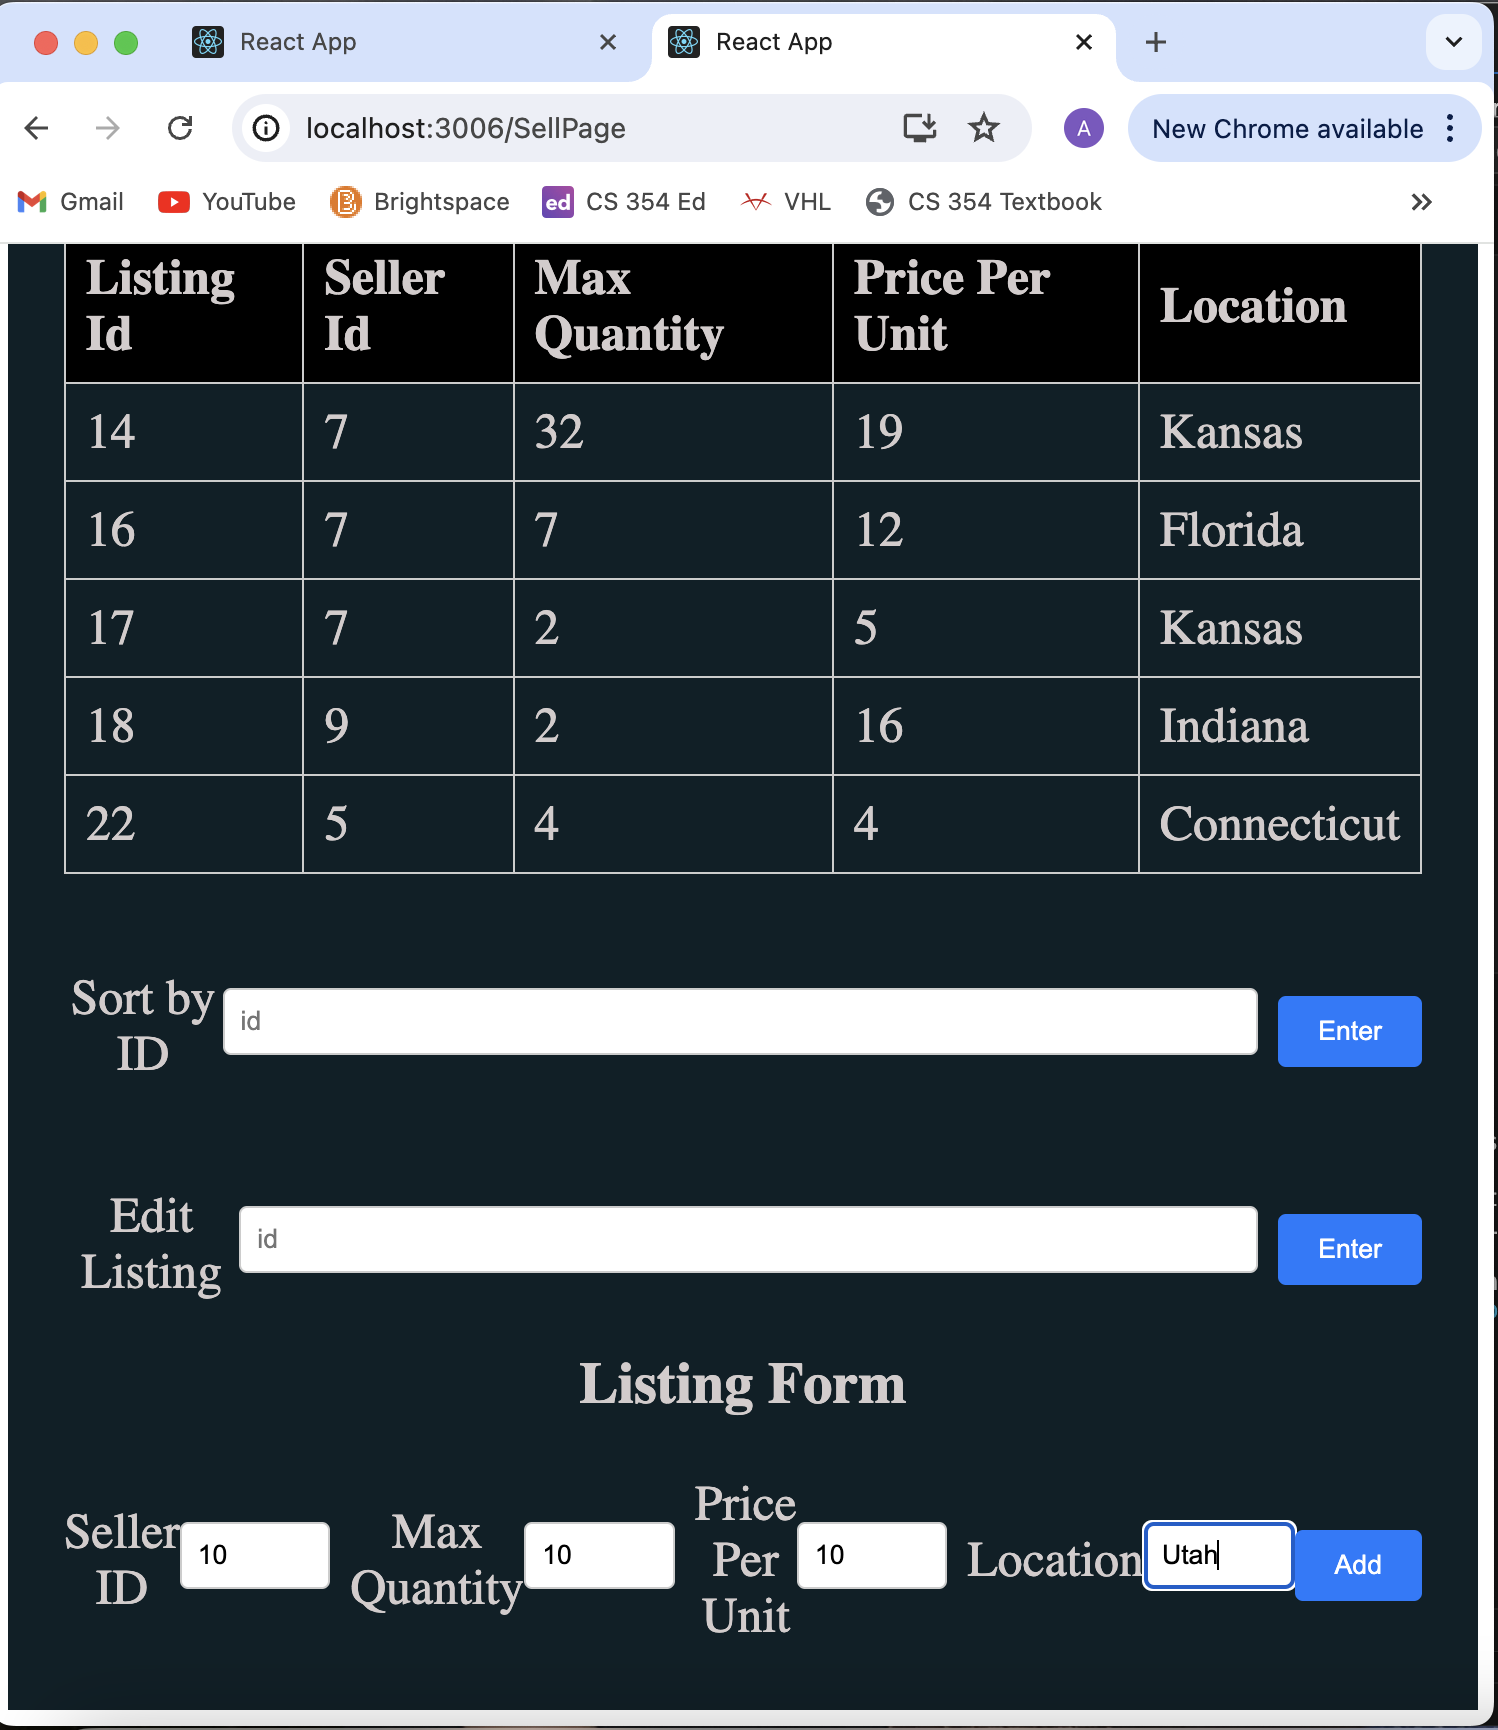 React App
React App
localhost:3006/SellPage
A
New Chrome available
Gmail
YouTube
Brightspace
ed
CS 354 Ed
VHL
CS 354 Textbook
Listing Id
Seller Id
Max Quantity
Price Per Unit
Location
14 7 32 19 Kansas
16 7 7 12 Florida
17 7 2 5 Kansas
18 9 2 16 Indiana
22 5 4 4 Connecticut
Sort by
ID
id
Enter
Edit
Listing
id
Enter
Listing Form
Seller
ID
10
Max
Quantity
10
Price
Per
Unit
10
Location
Utah
Add